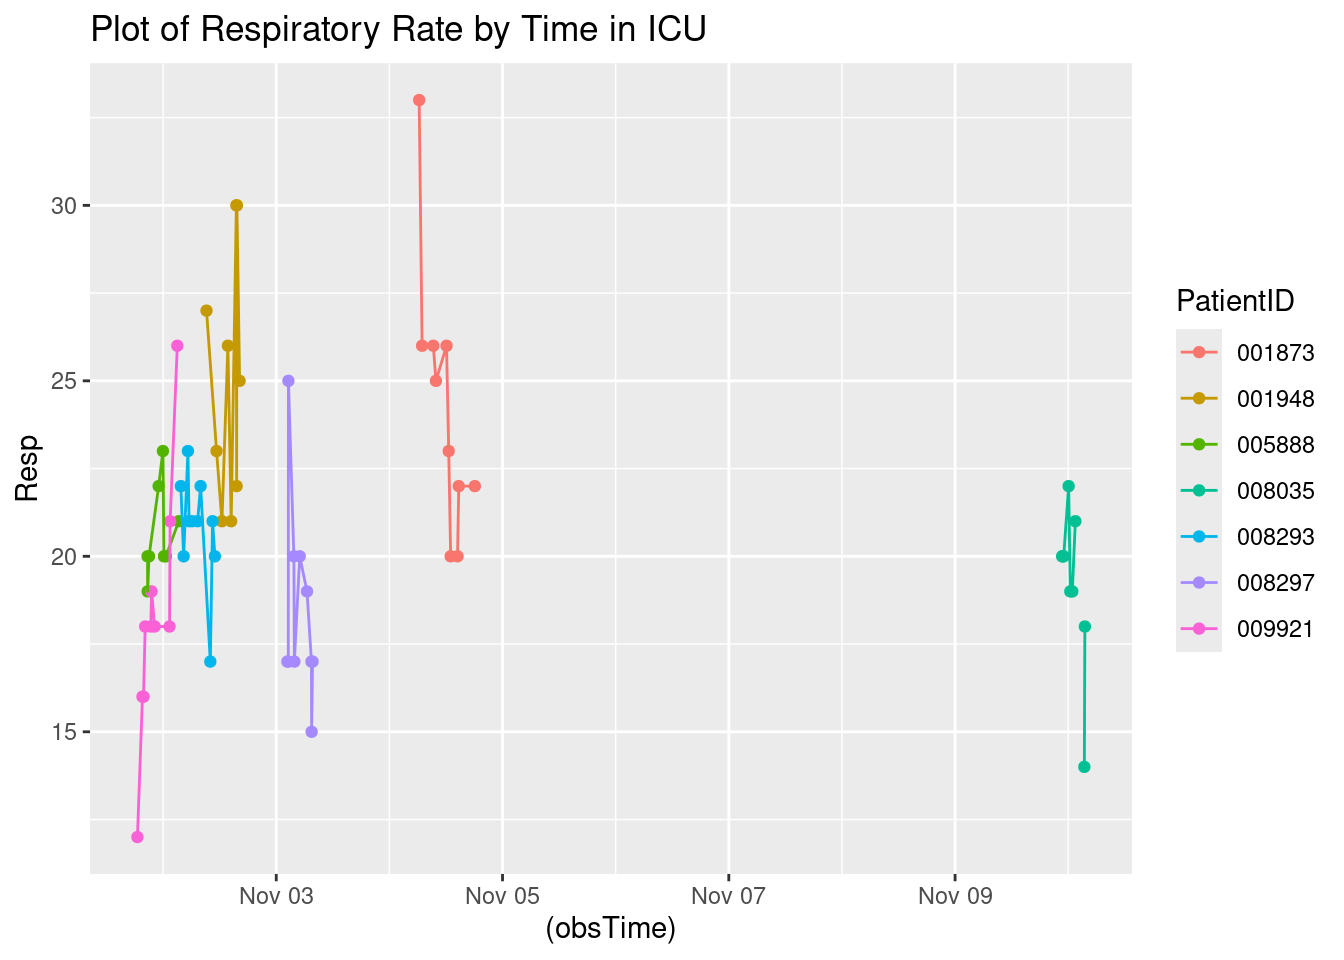 Plot of Respiratory Rate by Time in ICU
Resp
30
25
20
15
Nov 03 Nov 05 Nov 07 Nov 09
(obsTime)
PatientID
001873
001948
005888
008035
008293
008297
009921